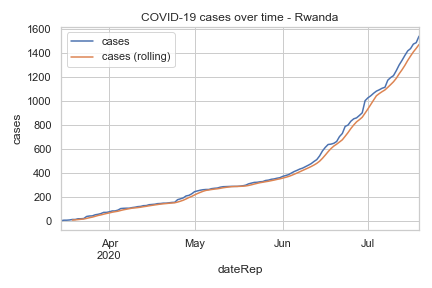 COVID-19 cases over time - Rwanda
cases
cases (rolling)
1600
1400
1200
1000
800
600
400
200
0
cases
Apr
2020
May
Jun
Jul
dateRep